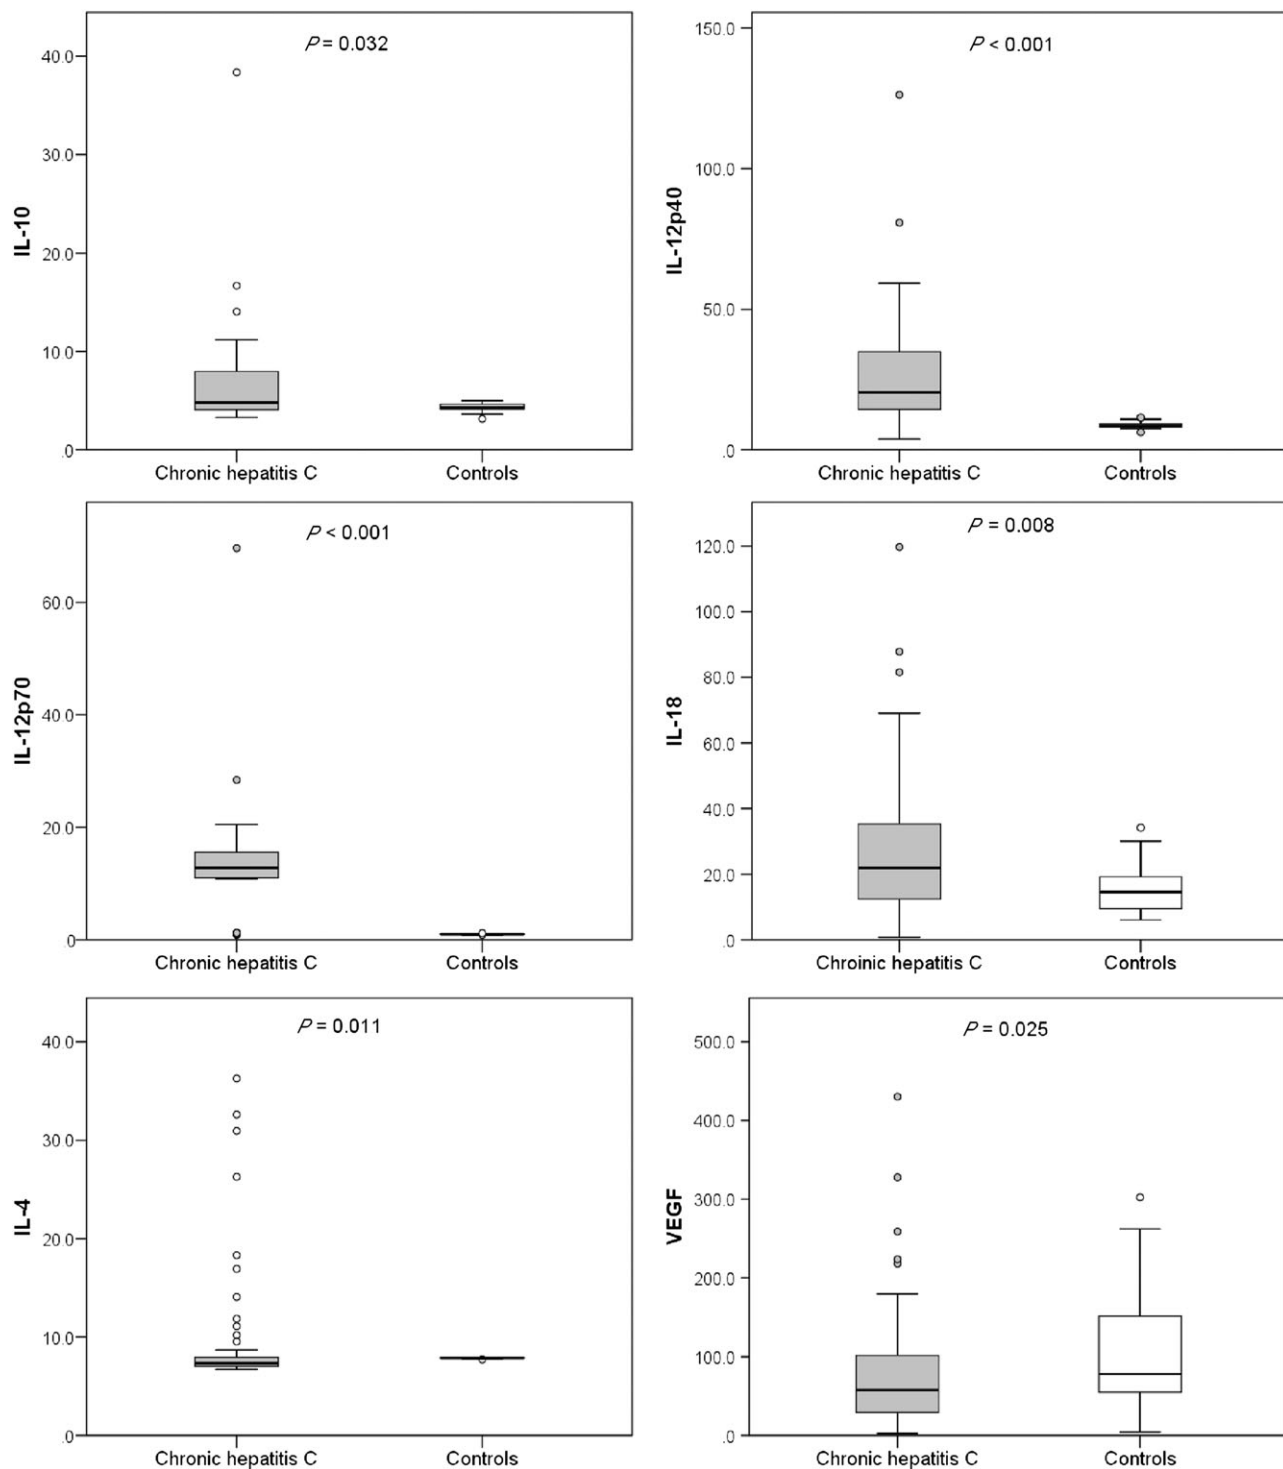 P = 0.032
40.0
30.0
20.0
10.0
.0
IL-10
Chronic hepatitis C
Controls
P < 0.001
150.0
100.0
50.0
.0
IL-12p40
Chronic hepatitis C
Controls
P < 0.001
60.0
40.0
20.0
.0
IL-12p70
Chronic hepatitis C
Controls
P = 0.008
120.0
100.0
80.0
60.0
40.0
20.0
.0
IL-18
Chroinic hepatitis C
Controls
P = 0.011
40.0
30.0
20.0
10.0
.0
IL-4
Chronic hepatitis C
Controls
P = 0.025
500.0
400.0
300.0
200.0
100.0
.0
VEGF
Chronic hepatitis C
Controls